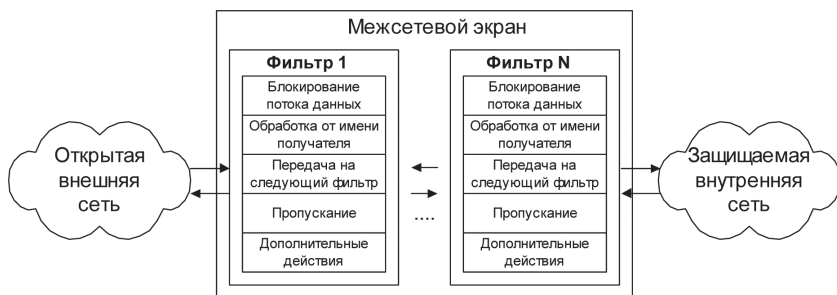 Межсетевой экран
Открытая
внешняя
сеть
Фильтр 1
Блокирование
потока данных
Обработка от имени
получателя
Передача на
следующий фильтр
Пропускание
Дополнительные
действия
....
Фильтр N
Блокирование
потока данных
Обработка от имени
получателя
Передача на
следующий фильтр
Пропускание
Дополнительные
действия
Защищаемая
внутренняя
сеть